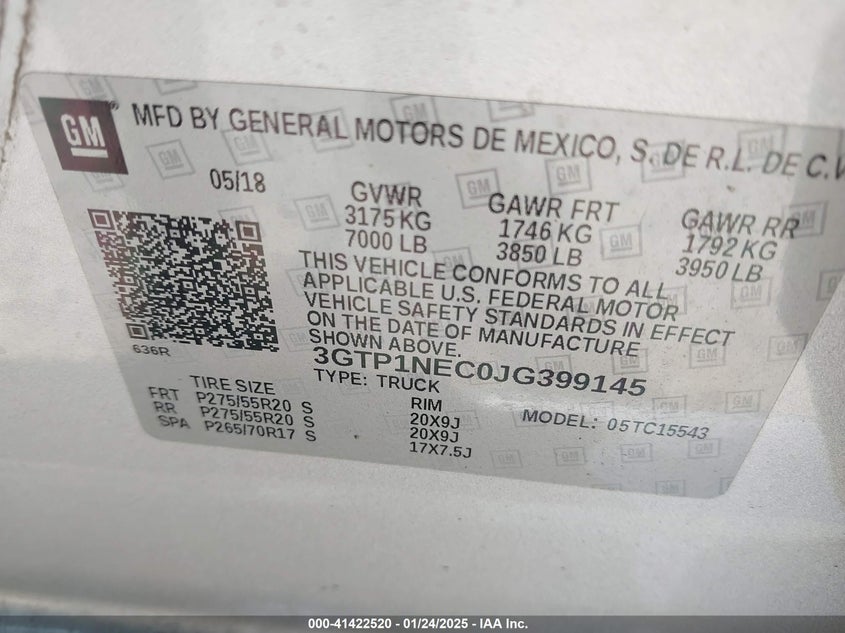 GM
MFD BY GENERAL MOTORS DE MEXICO, S. DE R.L. DE C.V
05/18
GVWR
3175 KG
7000 LB
GAWR FRT
1746 KG
3850 LB
GAWR RR
1792 KG
3950 LB
THIS VEHICLE CONFORMS TO ALL
APPLICABLE U.S. FEDERAL MOTOR
VEHICLE SAFETY STANDARDS IN EFFECT
ON THE DATE OF MANUFACTURE
SHOWN ABOVE.
636R
3GTP1NEC0JG399145
TYPE: TRUCK
MODEL: 05TC15543
TIRE SIZE RIM
FRT P275/55R20 S 20X9J
RR P275/55R20 S 20X9J
SPA P265/70R17 S 17X7.5J
000-41422520 - 01/24/2025 - IAA Inc.